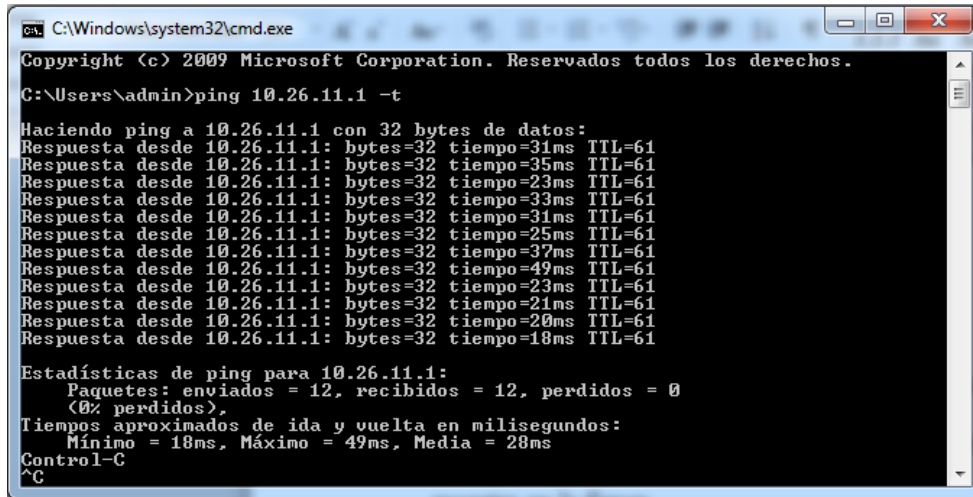 C:\Windows\system32\cmd.exe
Copyright (c) 2009 Microsoft Corporation. Reservados todos los derechos.
C:\Users\admin>ping 10.26.11.1 -t
Haciendo ping a 10.26.11.1 con 32 bytes de datos:
Respuesta desde 10.26.11.1: bytes=32 tiempo=31ms TTL=61
Respuesta desde 10.26.11.1: bytes=32 tiempo=35ms TTL=61
Respuesta desde 10.26.11.1: bytes=32 tiempo=23ms TTL=61
Respuesta desde 10.26.11.1: bytes=32 tiempo=33ms TTL=61
Respuesta desde 10.26.11.1: bytes=32 tiempo=31ms TTL=61
Respuesta desde 10.26.11.1: bytes=32 tiempo=25ms TTL=61
Respuesta desde 10.26.11.1: bytes=32 tiempo=37ms TTL=61
Respuesta desde 10.26.11.1: bytes=32 tiempo=49ms TTL=61
Respuesta desde 10.26.11.1: bytes=32 tiempo=23ms TTL=61
Respuesta desde 10.26.11.1: bytes=32 tiempo=21ms TTL=61
Respuesta desde 10.26.11.1: bytes=32 tiempo=20ms TTL=61
Respuesta desde 10.26.11.1: bytes=32 tiempo=18ms TTL=61
Estadísticas de ping para 10.26.11.1:
Paquetes: enviados = 12, recibidos = 12, perdidos = 0
(0% perdidos),
Tiempos aproximados de ida y vuelta en milisegundos:
Mínimo = 18ms, Máximo = 49ms, Media = 28ms
Control-C
^C